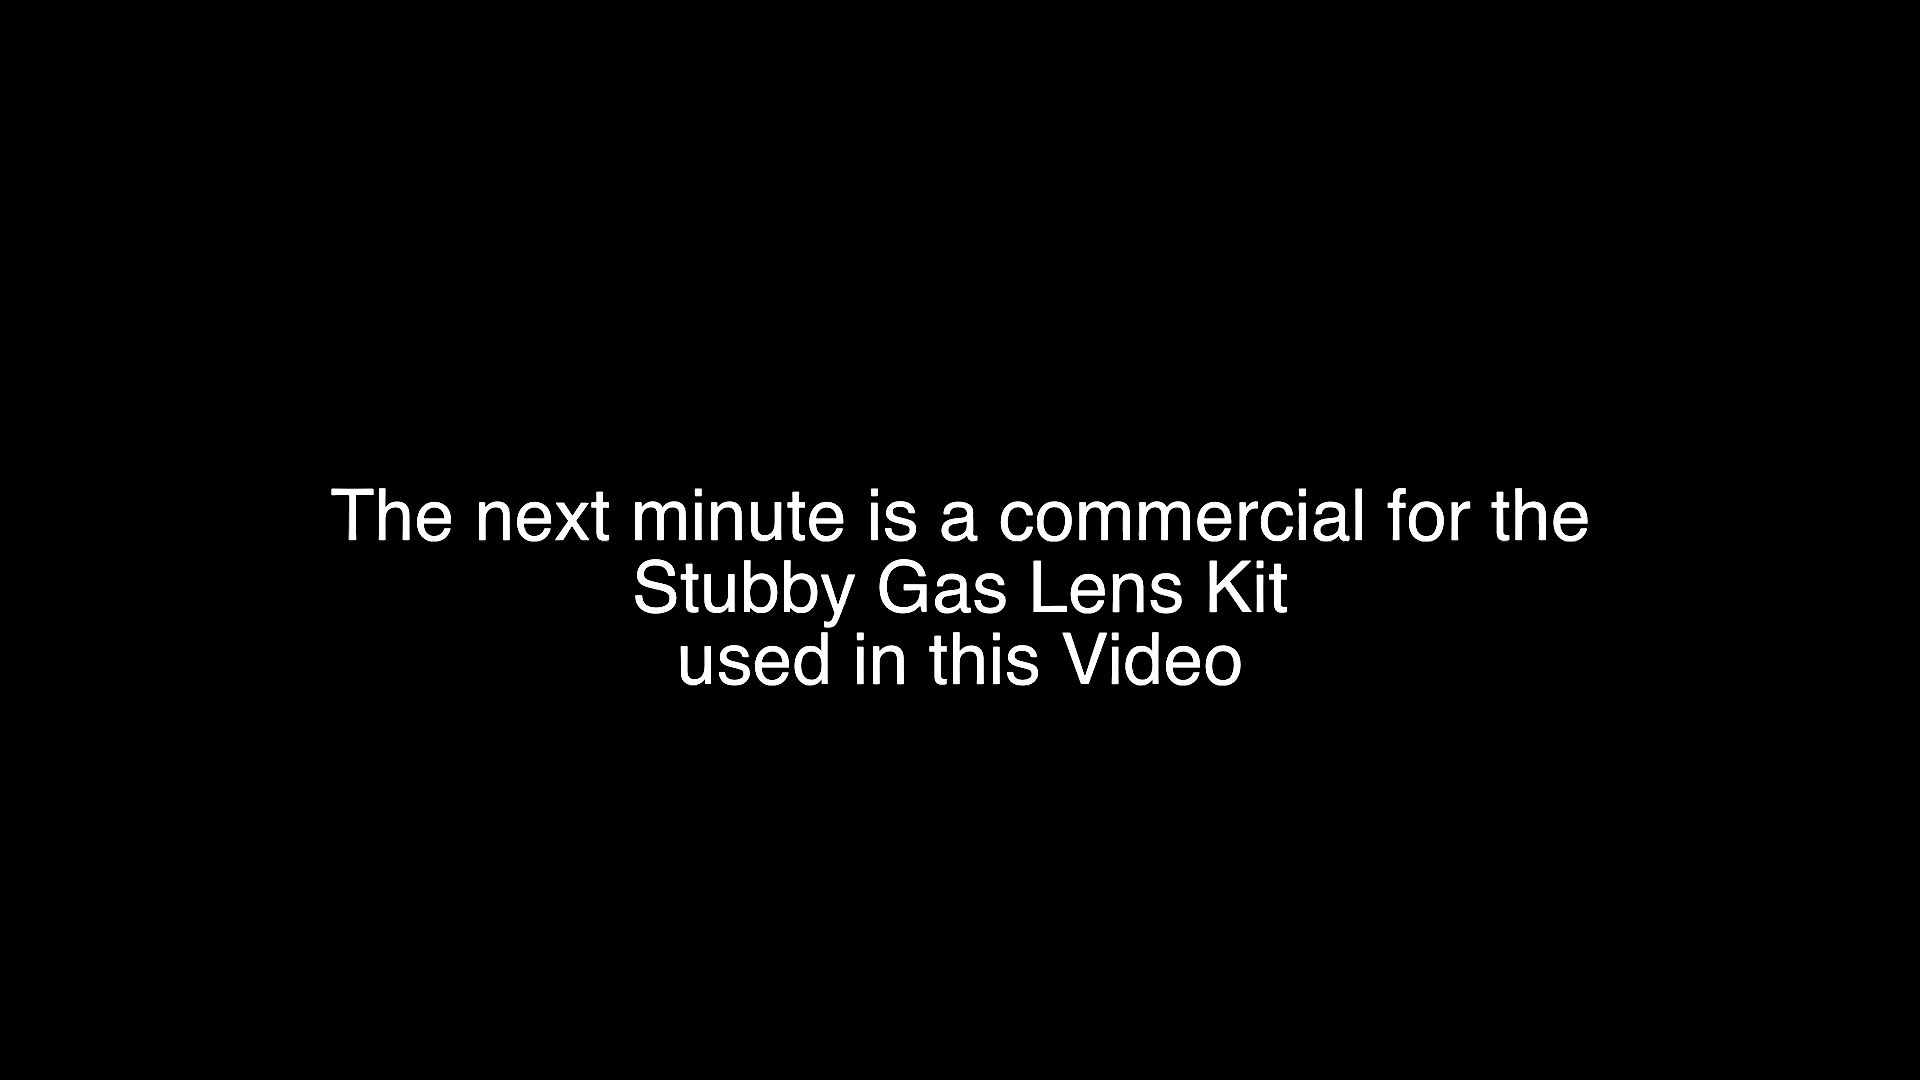 The next minute is a commercial for the
Stubby Gas Lens Kit
used in this Video